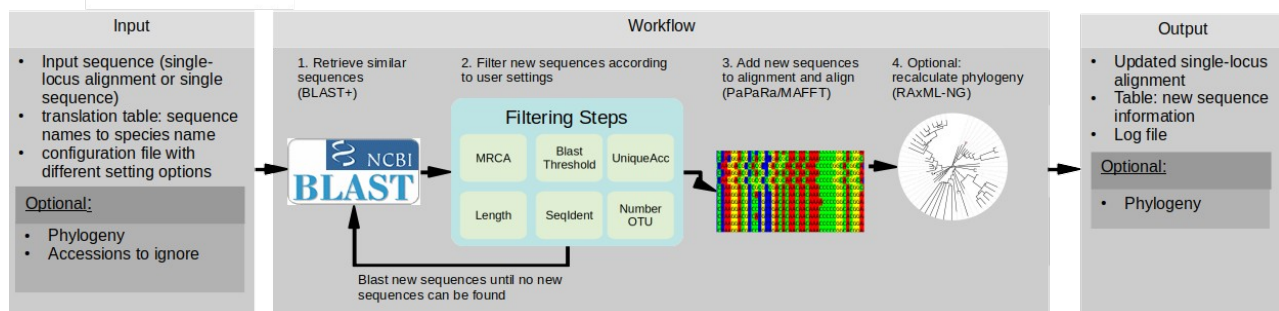 Input
• Input sequence (single-
locus alignment or single
sequence)
• translation table: sequence
names to species name
• configuration file with
different setting options
Optional:
• Phylogeny
• Accessions to ignore
Workflow
1. Retrieve similar
sequences
(BLAST+)
NCBI
BLAST
2. Filter new sequences according
to user settings
Filtering Steps
MRCA
Blast
Threshold
UniqueAcc
Length
SeqIdent
Number
OTU
Blast new sequences until no new
sequences can be found
3. Add new sequences
to alignment and align
(PaPaRa/MAFFT)
4. Optional:
recalculate phylogeny
(RAxML-NG)
Output
• Updated single-locus
alignment
• Table: new sequence
information
• Log file
Optional:
• Phylogeny